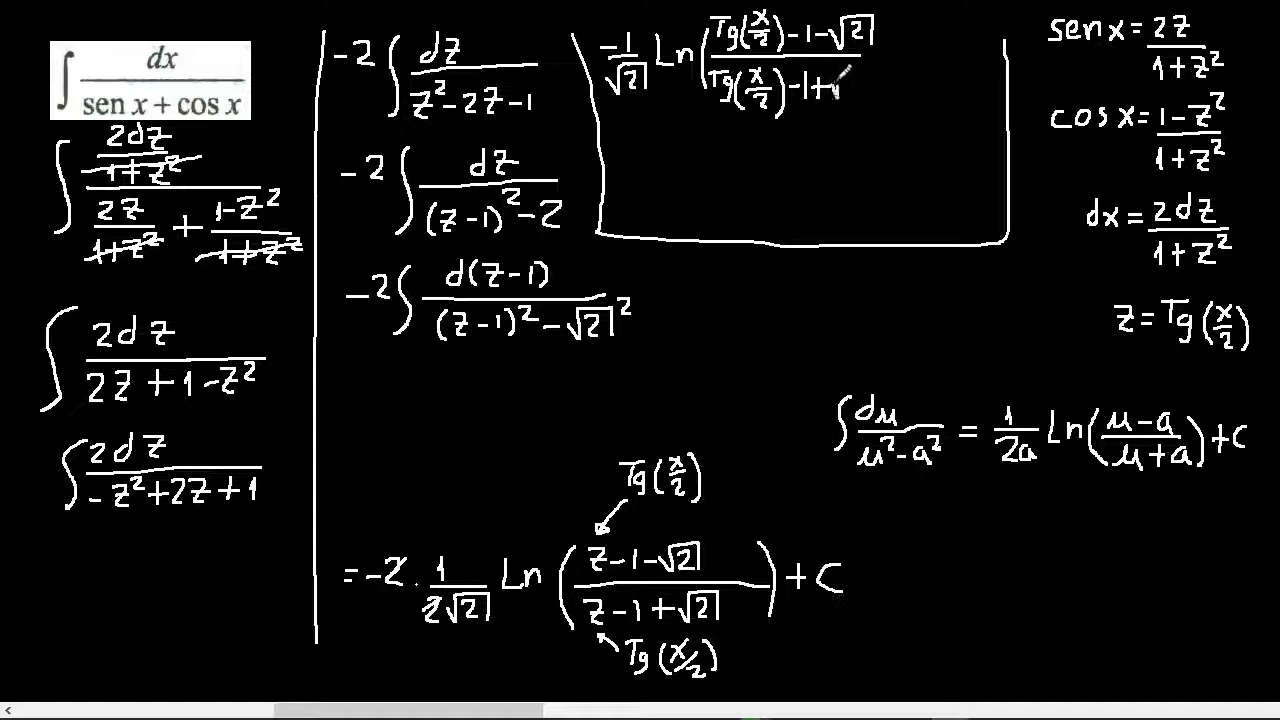 ∫ dx / (sen x + cos x)
∫ (2dz / (1+z²)) / (2z/(1+z²) + (1-z²)/(1+z²))
∫ 2dz / (2z + 1 - z²)
∫ 2dz / (-z² + 2z + 1)
-2 ∫ dz / (z² - 2z - 1)
-2 ∫ dz / ((z-1)² - 2)
-2 ∫ d(z-1) / ((z-1)² - √2²)
Tg(x/2)
= -2 · 1/(2√2) Ln((z-1-√2) / (z-1+√2)) + C
Tg(x/2)
-1/√2 Ln((Tg(x/2)-1-√2) / (Tg(x/2)-1+√
sen x = 2z / (1+z²)
cos x = (1-z²) / (1+z²)
dx = 2dz / (1+z²)
z = Tg(x/2)
∫ du / (u²-a²) = 1/(2a) Ln((u-a) / (u+a)) + C